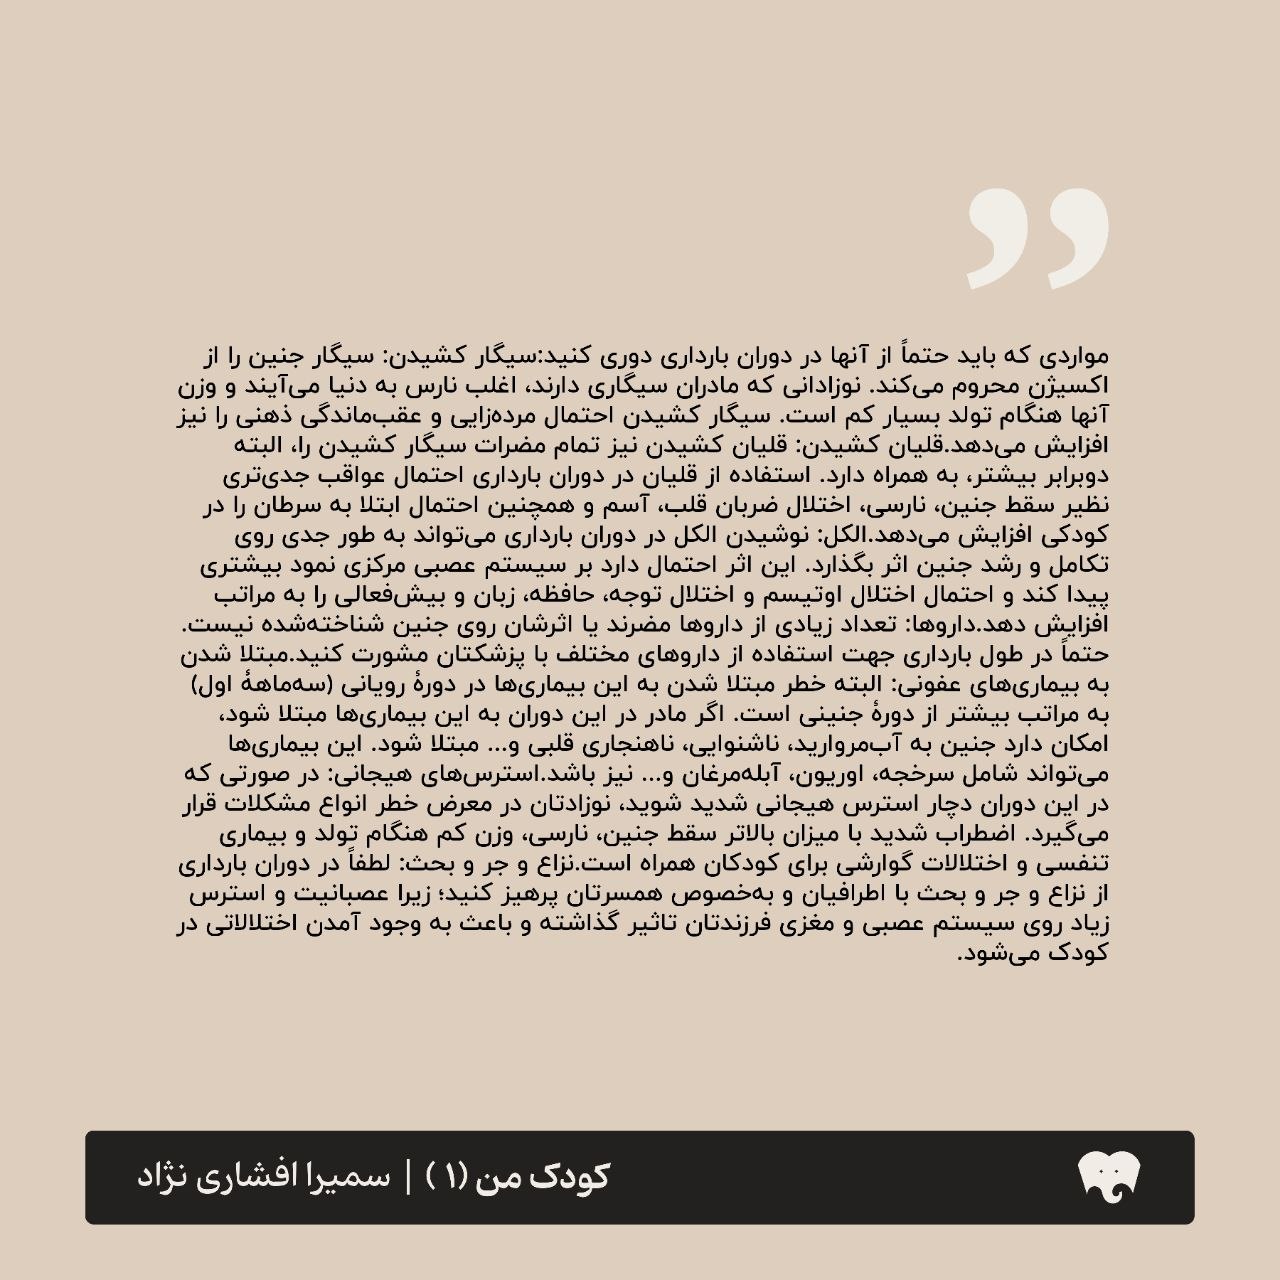 ”
مواردی که باید حتماً از آنها در دوران بارداری دوری کنید:سیگار کشیدن: سیگار جنین را از
اکسیژن محروم می‌کند. نوزادانی که مادران سیگاری دارند، اغلب نارس به دنیا می‌آیند و وزن
آنها هنگام تولد بسیار کم است. سیگار کشیدن احتمال مرده‌زایی و عقب‌ماندگی ذهنی را نیز
افزایش می‌دهد.قلیان کشیدن: قلیان کشیدن نیز تمام مضرات سیگار کشیدن را، البته
دوبرابر بیشتر، به همراه دارد. استفاده از قلیان در دوران بارداری احتمال عواقب جدی‌تری
نظیر سقط جنین، نارسی، اختلال ضربان قلب، آسم و همچنین احتمال ابتلا به سرطان را در
کودکی افزایش می‌دهد.الکل: نوشیدن الکل در دوران بارداری می‌تواند به طور جدی روی
تکامل و رشد جنین اثر بگذارد. این اثر احتمال دارد بر سیستم عصبی مرکزی نمود بیشتری
پیدا کند و احتمال اختلال اوتیسم و اختلال توجه، حافظه، زبان و بیش‌فعالی را به مراتب
افزایش دهد.داروها: تعداد زیادی از داروها مضرند یا اثرشان روی جنین شناخته‌شده نیست.
حتماً در طول بارداری جهت استفاده از داروهای مختلف با پزشکتان مشورت کنید.مبتلا شدن
به بیماری‌های عفونی: البته خطر مبتلا شدن به این بیماری‌ها در دورهٔ رویانی (سه‌ماههٔ اول)
به مراتب بیشتر از دورهٔ جنینی است. اگر مادر در این دوران به این بیماری‌ها مبتلا شود،
امکان دارد جنین به آب‌مروارید، ناشنوایی، ناهنجاری قلبی و... مبتلا شود. این بیماری‌ها
می‌تواند شامل سرخجه، اوریون، آبله‌مرغان و... نیز باشد.استرس‌های هیجانی: در صورتی که
در این دوران دچار استرس هیجانی شدید شوید، نوزادتان در معرض خطر انواع مشکلات قرار
می‌گیرد. اضطراب شدید با میزان بالاتر سقط جنین، نارسی، وزن کم هنگام تولد و بیماری
تنفسی و اختلالات گوارشی برای کودکان همراه است.نزاع و جر و بحث: لطفاً در دوران بارداری
از نزاع و جر و بحث با اطرافیان و به‌خصوص همسرتان پرهیز کنید؛ زیرا عصبانیت و استرس
زیاد روی سیستم عصبی و مغزی فرزندتان تاثیر گذاشته و باعث به وجود آمدن اختلالاتی در
کودک می‌شود.
کودک من (۱ ) | سمیرا افشاری نژاد